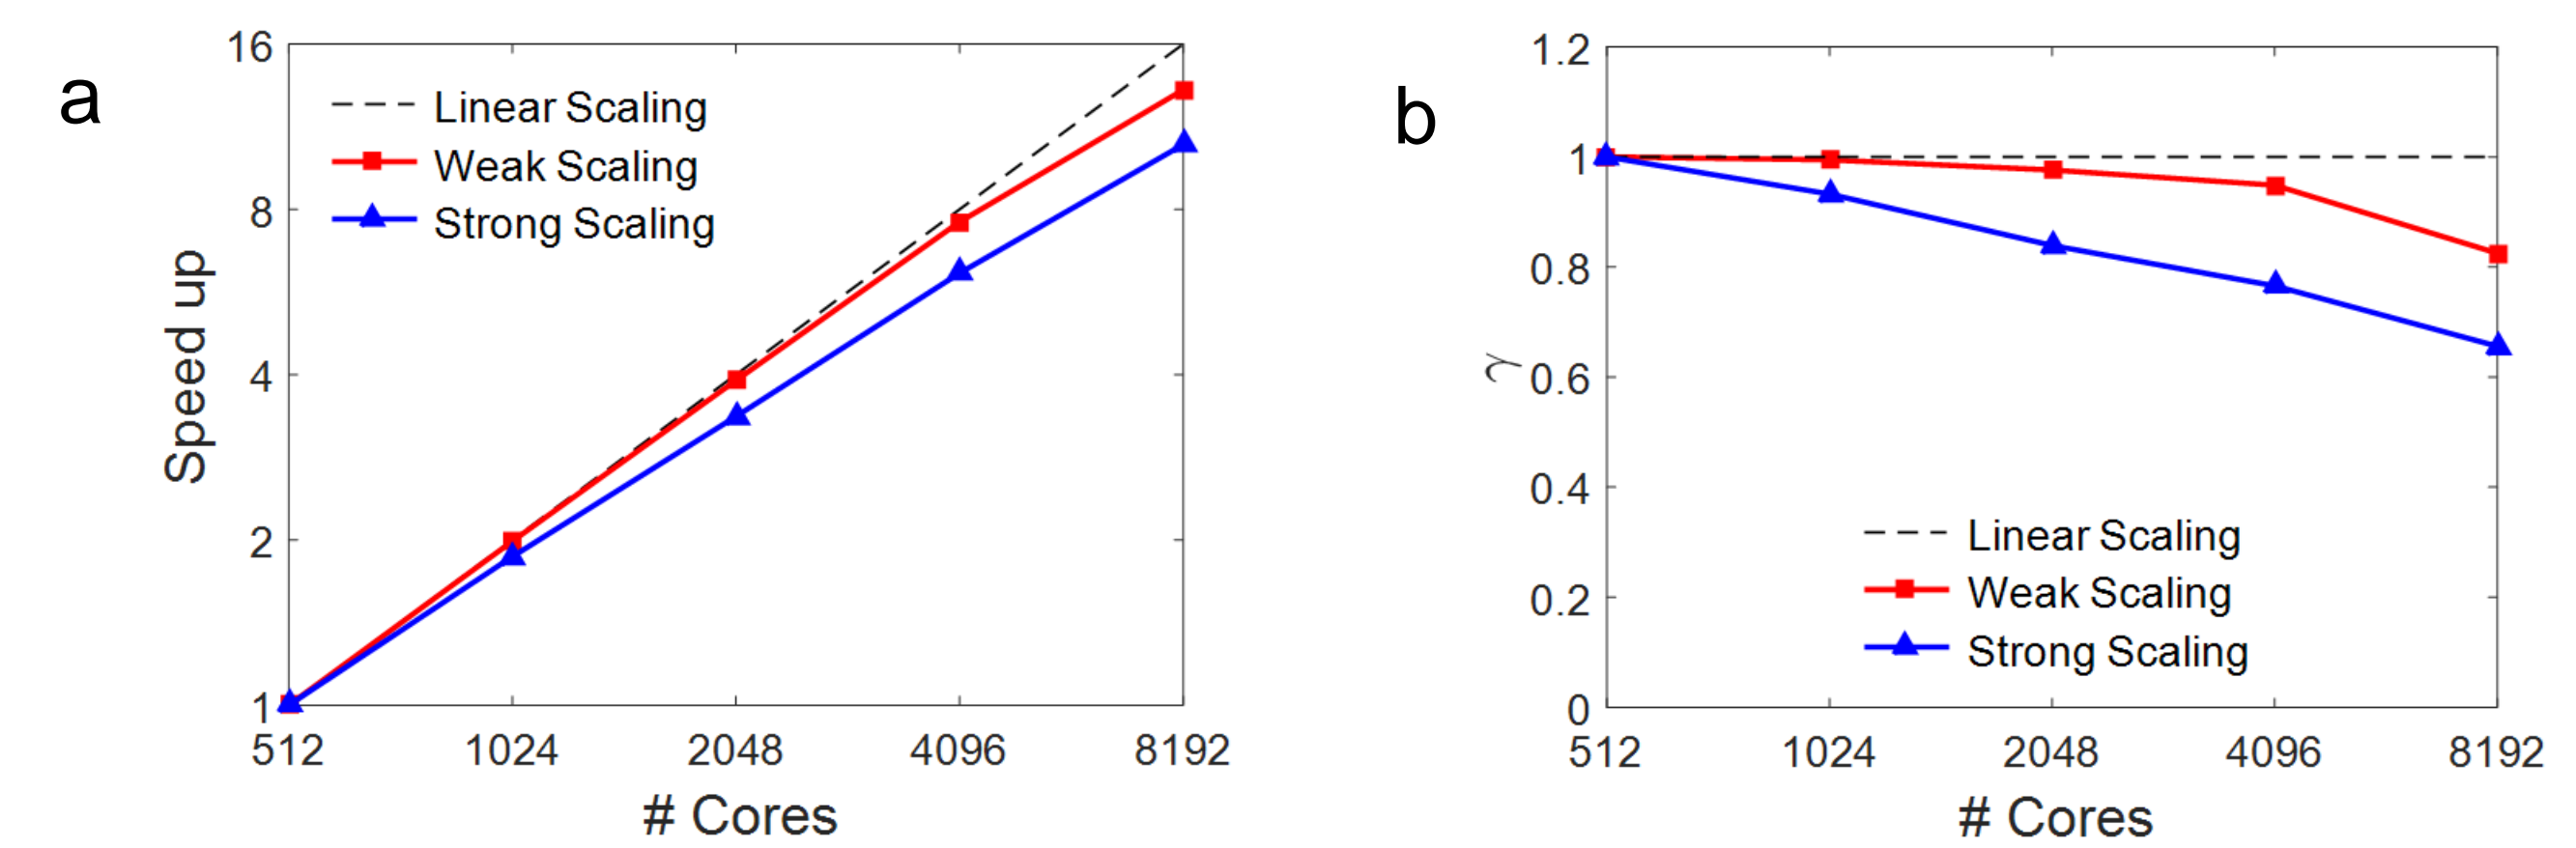 a
16
8
4
2
1
Speed up
Linear Scaling
Weak Scaling
Strong Scaling
512 1024 2048 4096 8192
# Cores
b
1.2
1
0.8
0.6
0.4
0.2
0
γ
Linear Scaling
Weak Scaling
Strong Scaling
512 1024 2048 4096 8192
# Cores